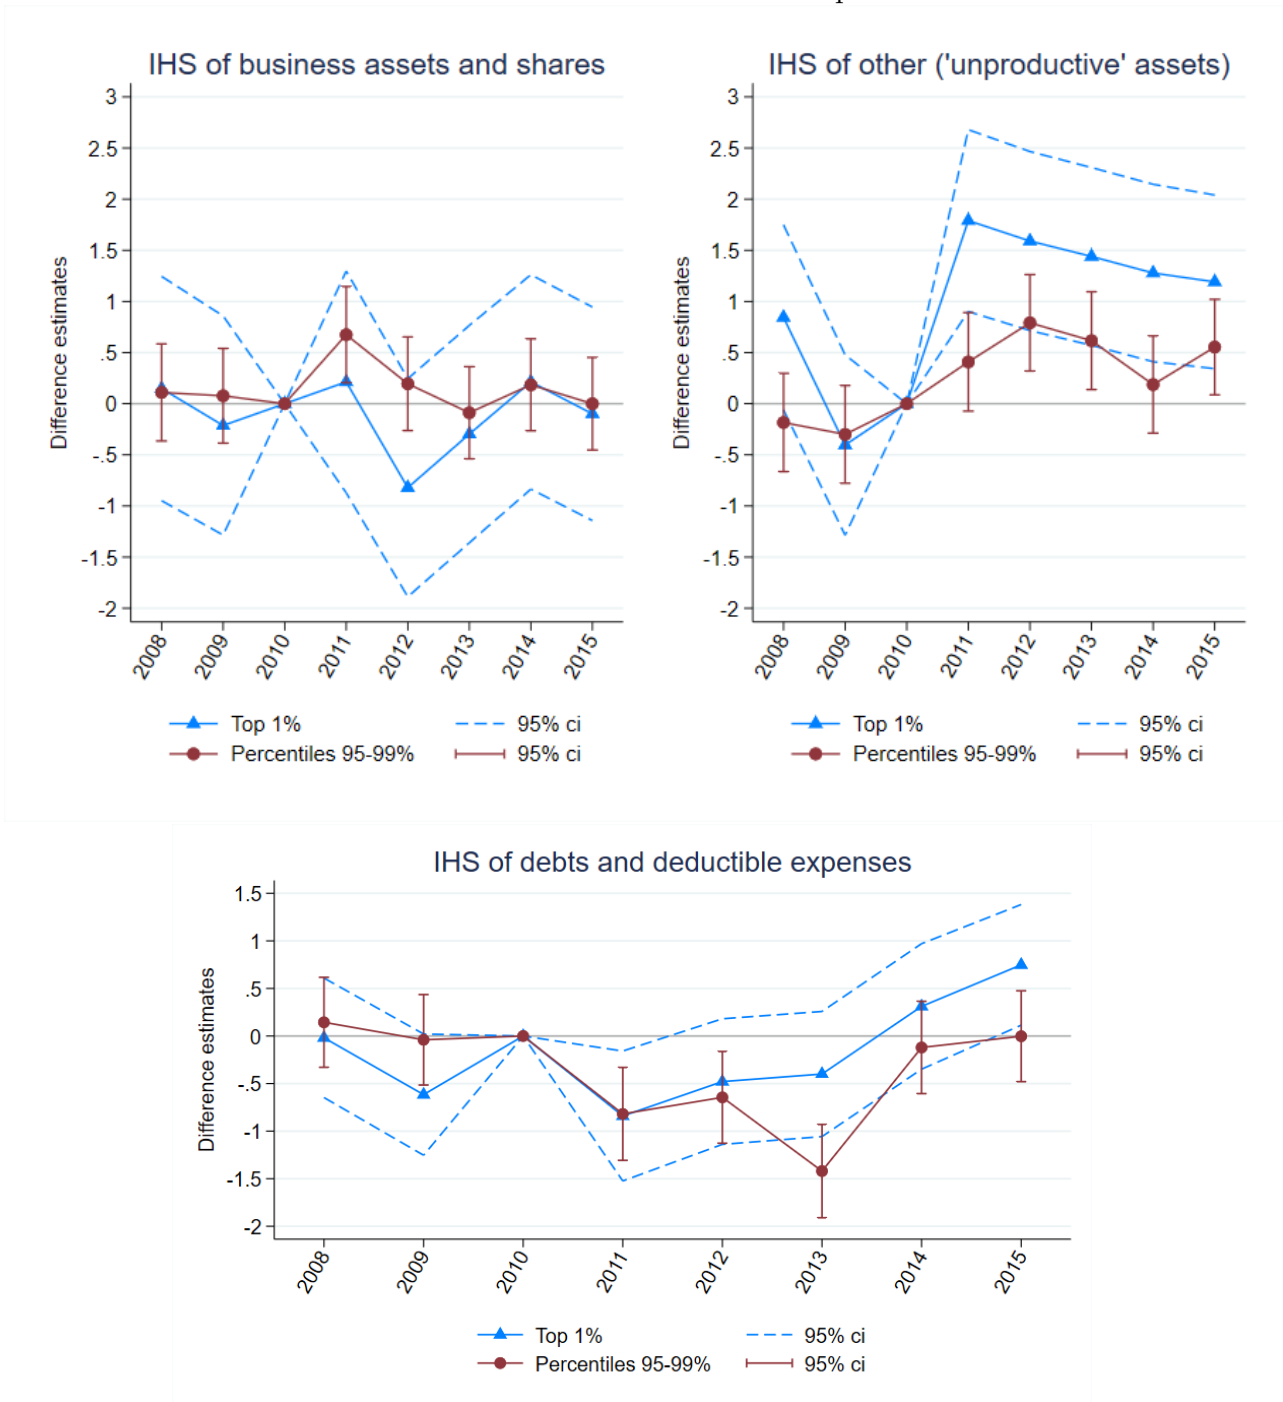 IHS of business assets and shares
Difference estimates
3
2.5
2
1.5
1
.5
0
-.5
-1
-1.5
-2
2008 2009 2010 2011 2012 2013 2014 2015
Top 1% 95% ci
Percentiles 95-99% 95% ci
IHS of other ('unproductive' assets)
Difference estimates
3
2.5
2
1.5
1
.5
0
-.5
-1
-1.5
-2
2008 2009 2010 2011 2012 2013 2014 2015
Top 1% 95% ci
Percentiles 95-99% 95% ci
IHS of debts and deductible expenses
Difference estimates
1.5
1
.5
0
-.5
-1
-1.5
-2
2008 2009 2010 2011 2012 2013 2014 2015
Top 1% 95% ci
Percentiles 95-99% 95% ci